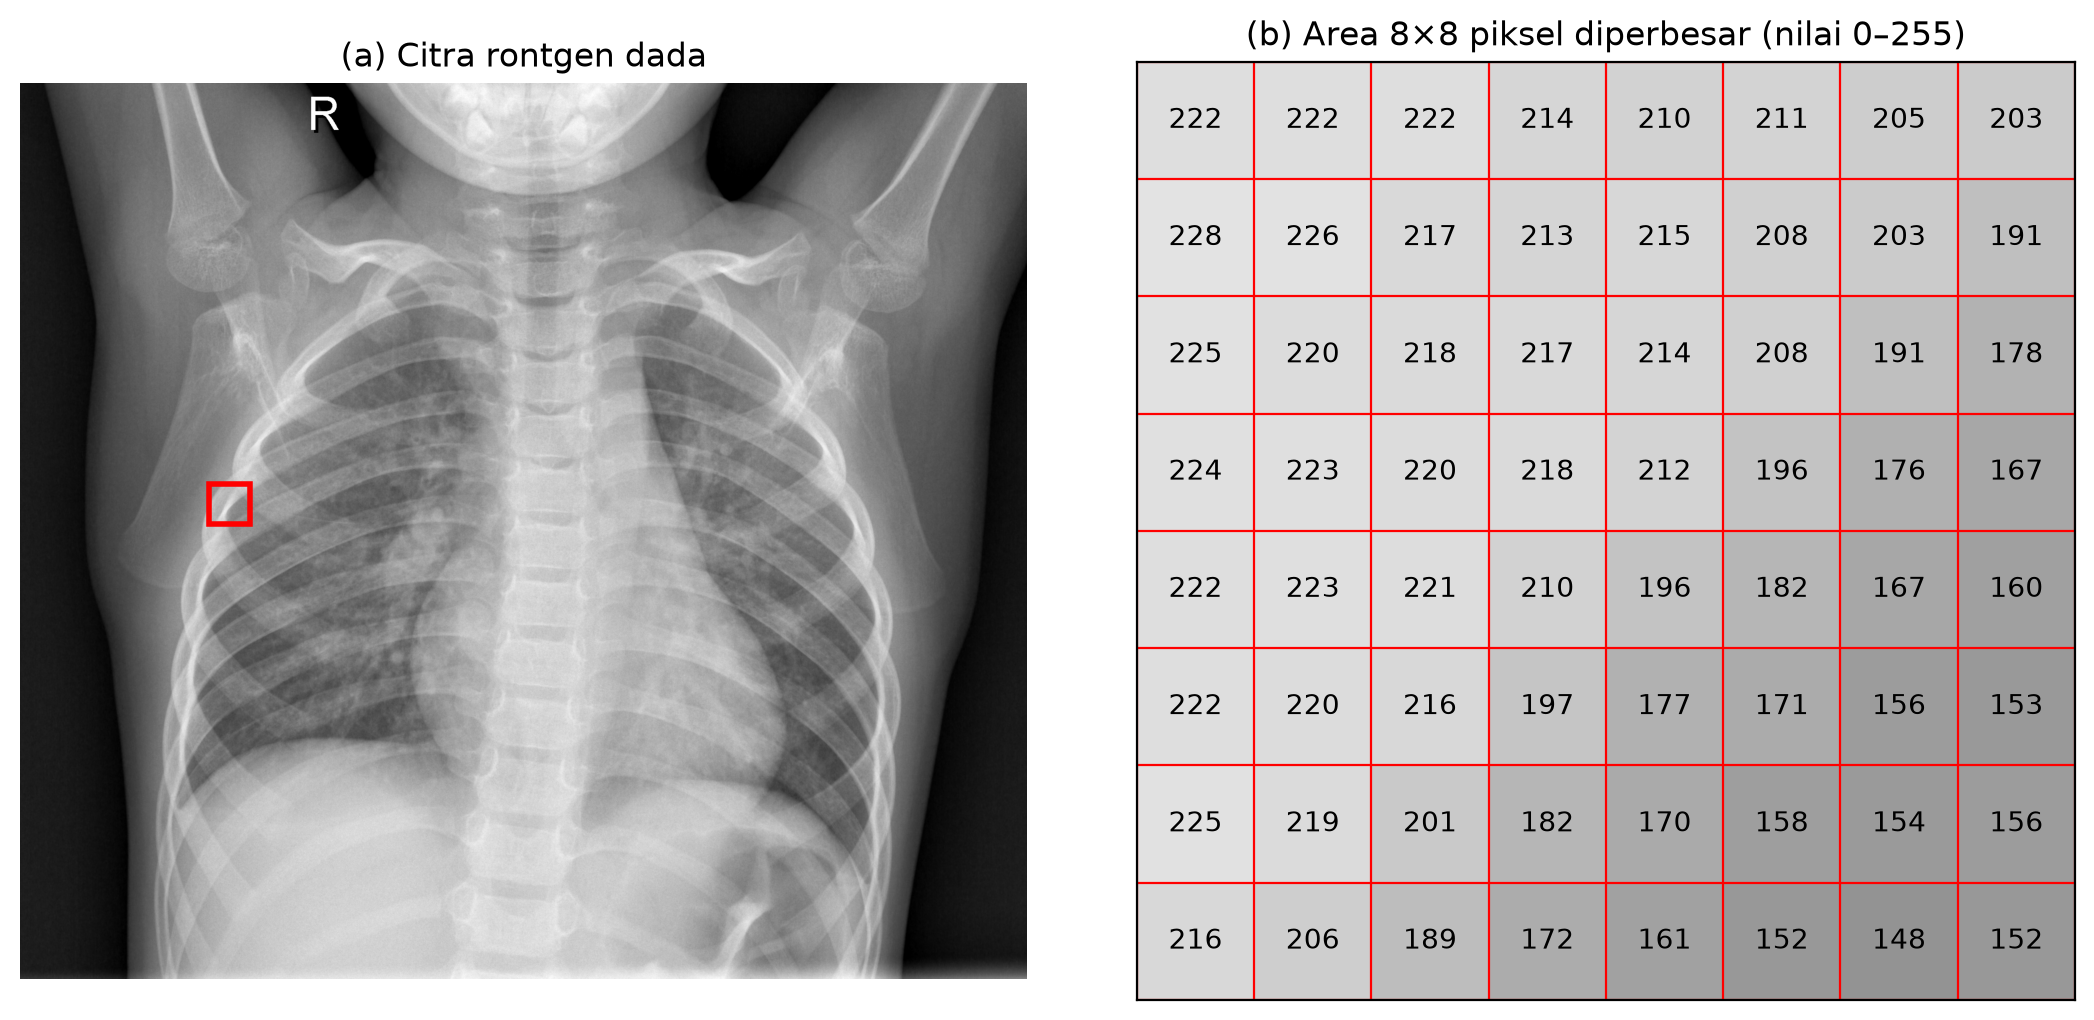 (a) Citra rontgen dada
R
(b) Area 8×8 piksel diperbesar (nilai 0–255)
222 222 222 214 210 211 205 203
228 226 217 213 215 208 203 191
225 220 218 217 214 208 191 178
224 223 220 218 212 196 176 167
222 223 221 210 196 182 167 160
222 220 216 197 177 171 156 153
225 219 201 182 170 158 154 156
216 206 189 172 161 152 148 152